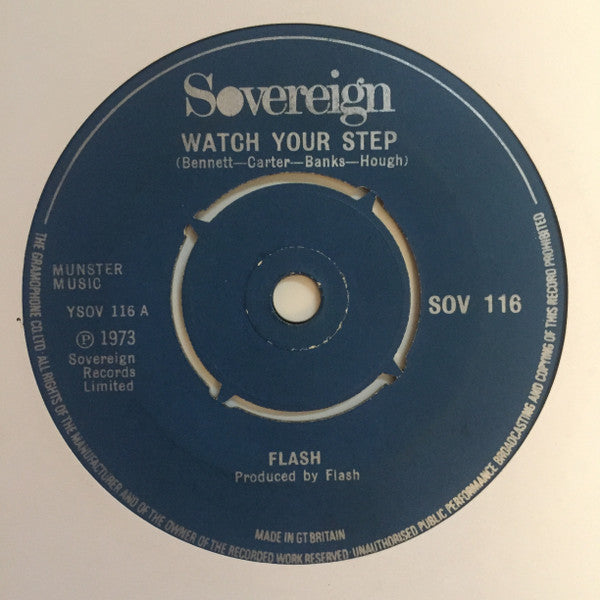 Sovereign
WATCH YOUR STEP
(Bennett—Carter—Banks—Hough)
MUNSTER
MUSIC
YSOV 116 A
Ⓟ 1973
Sovereign
Records
Limited
SOV 116
FLASH
Produced by Flash
MADE IN GT BRITAIN
THE GRAMOPHONE CO. LTD. ALL RIGHTS OF THE MANUFACTURER AND OF THE OWNER OF THE RECORDED WORK RESERVED. UNAUTHORISED PUBLIC PERFORMANCE BROADCASTING AND COPYING OF THIS RECORD PROHIBITED